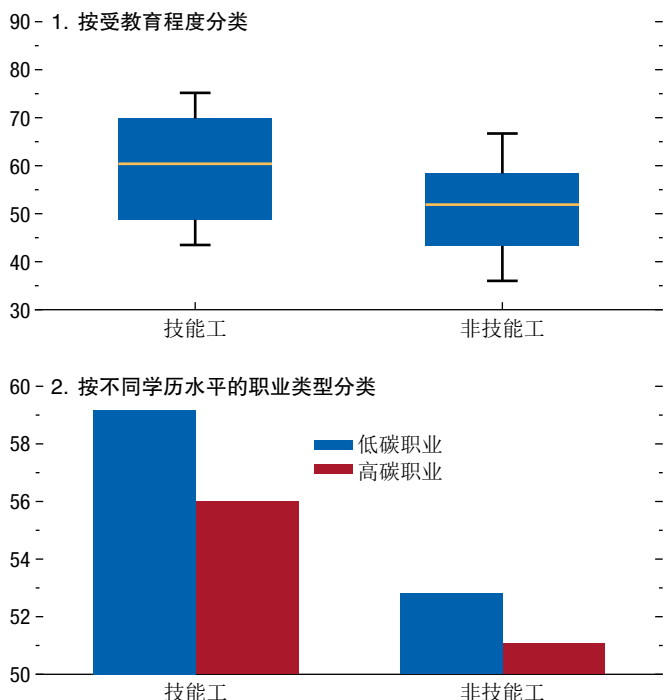 90
1. 按受教育程度分类
80
70
60
50
40
30
技能工
非技能工
60
2. 按不同学历水平的职业类型分类
58
低碳职业
高碳职业
56
54
52
50
技能工
非技能工